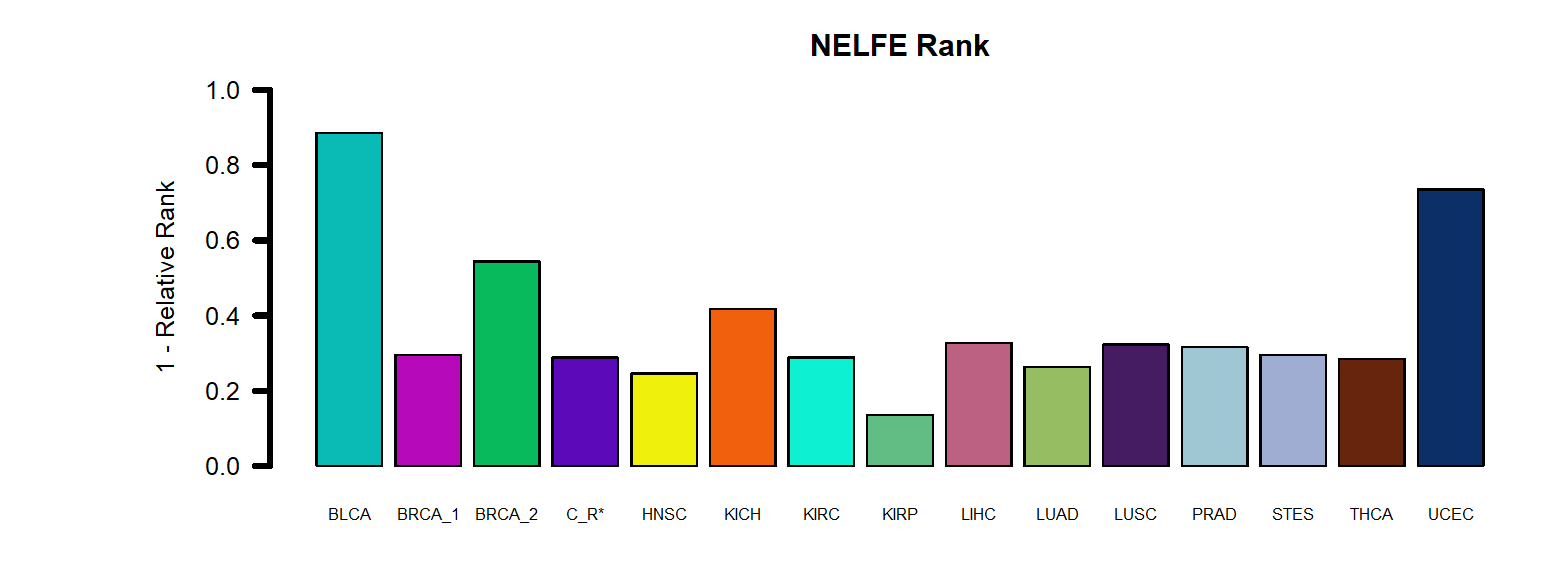 NELFE Rank
1 - Relative Rank
1.0
0.8
0.6
0.4
0.2
0.0
BLCA BRCA_1 BRCA_2 C_R* HNSC KICH KIRC KIRP LIHC LUAD LUSC PRAD STES THCA UCEC